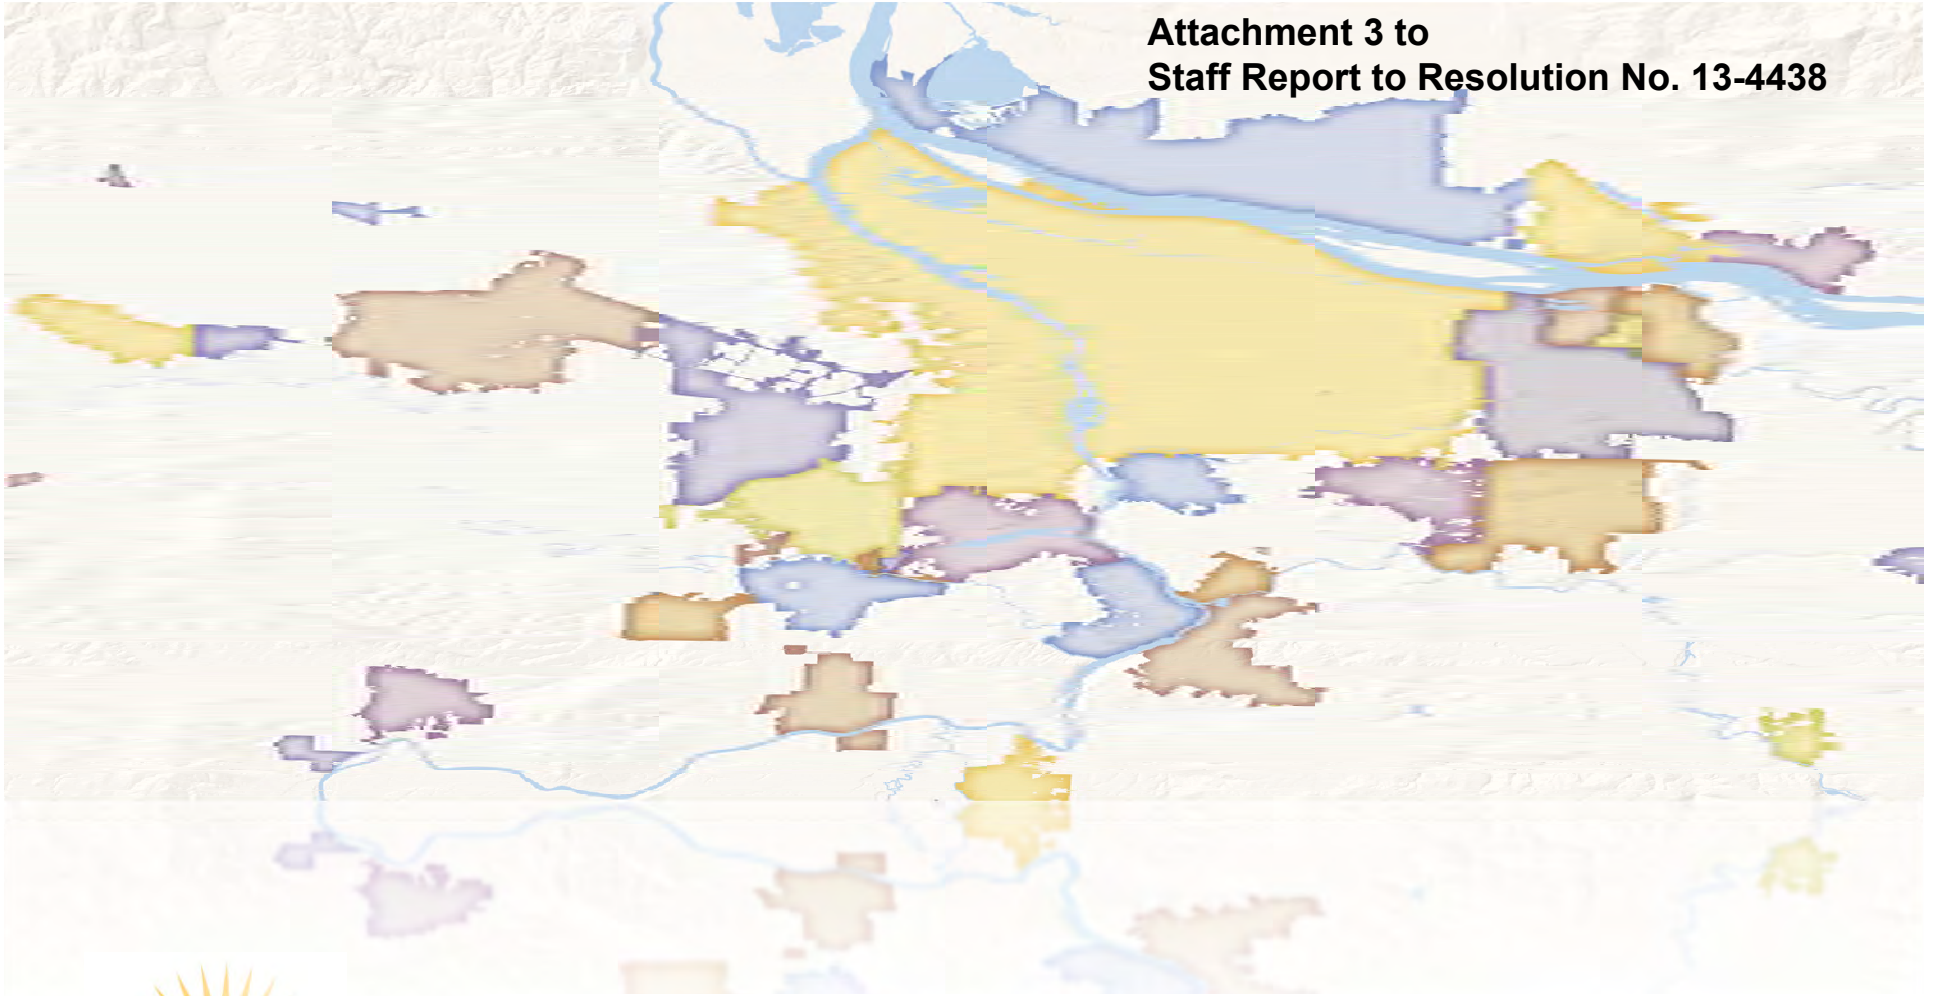 Attachment 3 to
Staff Report to Resolution No. 13-4438